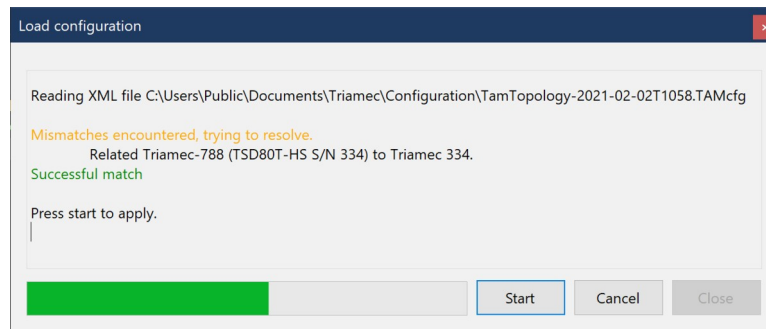 Load configuration
Reading XML file C:\Users\Public\Documents\Triamec\Configuration\TamTopology-2021-02-02T1058.TAMcfg
Mismatches encountered, trying to resolve.
Related Triamec-788 (TSD80T-HS S/N 334) to Triamec 334.
Successful match
Press start to apply.
Start Cancel Close